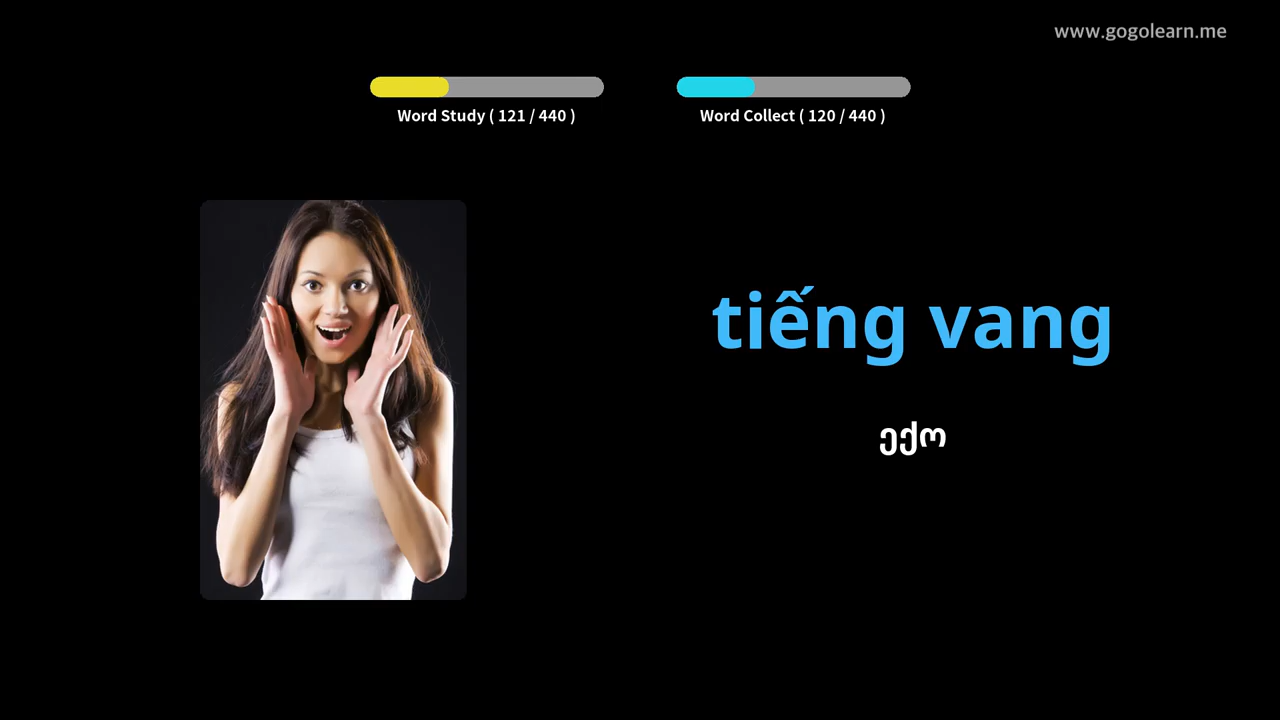 www.gogolearn.me
Word Study ( 121 / 440 )
Word Collect ( 120 / 440 )
tiếng vang
ექო